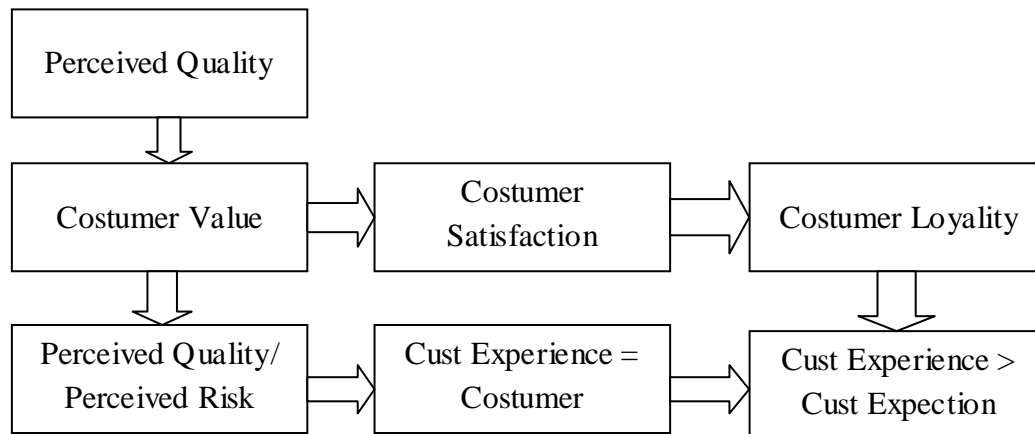 Perceived Quality
Costumer Value
Costumer
Satisfaction
Costumer Loyality
Perceived Quality/
Perceived Risk
Cust Experience =
Costumer
Cust Experience >
Cust Expection